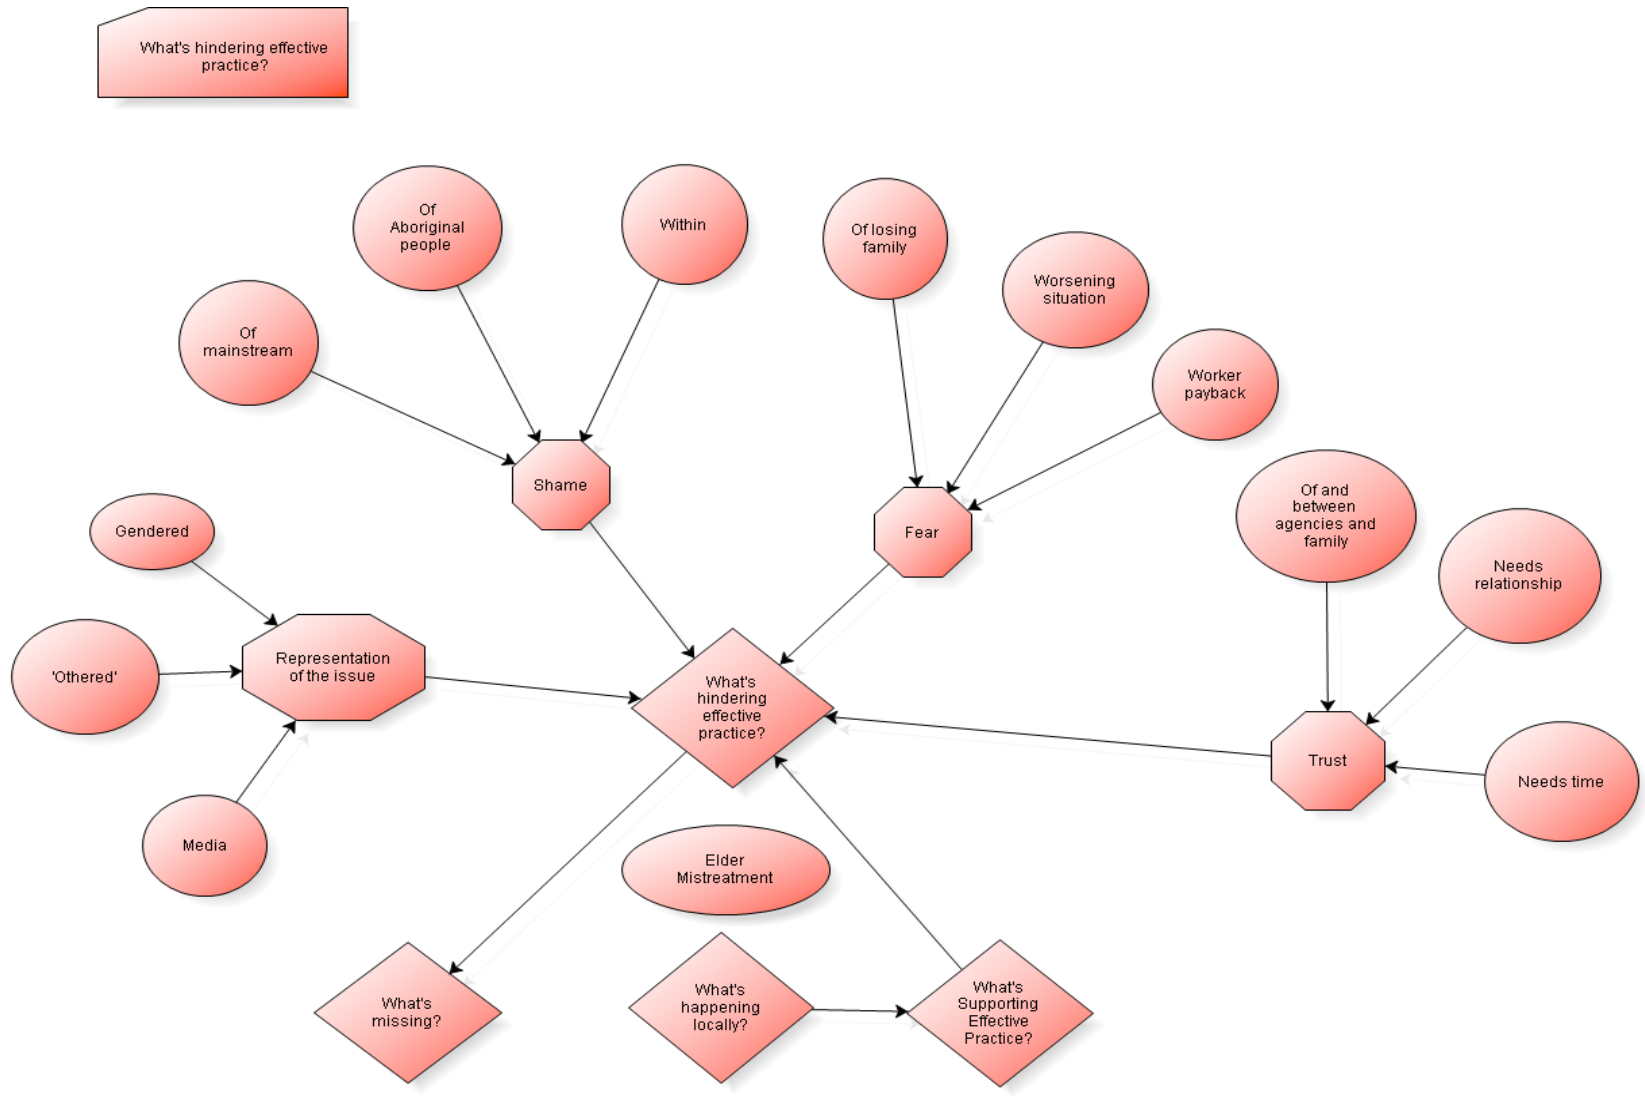 What's hindering effective
practice?
Of
Aboriginal
people
Within
Of losing
family
Worsening
situation
Of
mainstream
Worker
payback
Shame
Fear
Of and
between
agencies and
family
Needs
relationship
Gendered
'Othered'
Representation
of the issue
What's
hindering
effective
practice?
Trust
Needs time
Media
Elder
Mistreatment
What's
missing?
What's
happening
locally?
What's
Supporting
Effective
Practice?